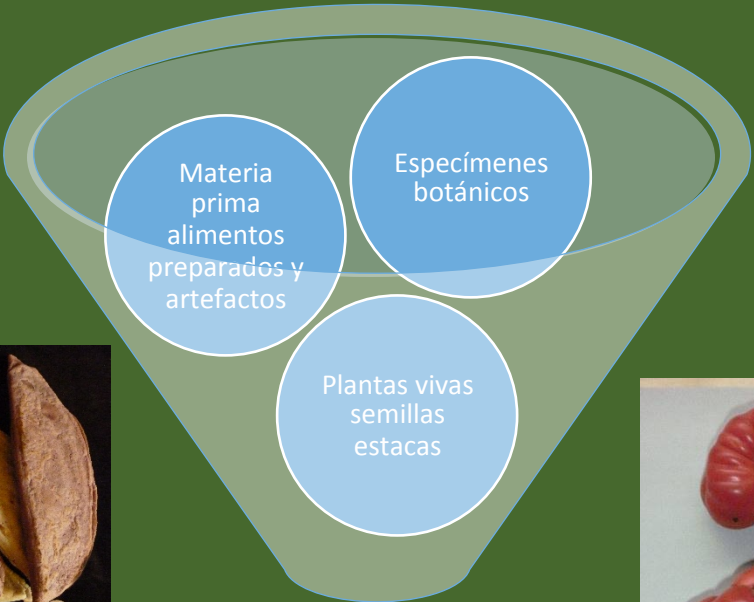 Materia
prima
alimentos
preparados y
artefactos
Especímenes
botánicos
Plantas vivas
semillas
estacas